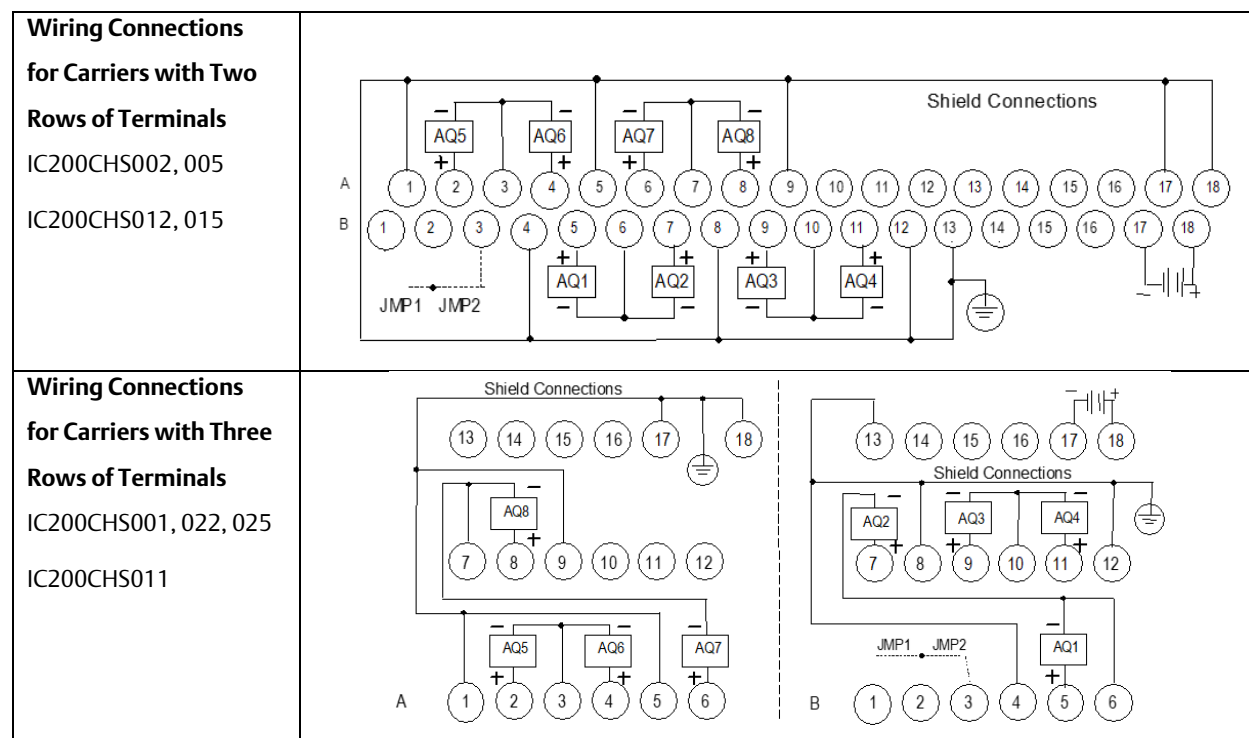 Wiring Connections
for Carriers with Two
Rows of Terminals
IC200CHS002, 005
IC200CHS012, 015
Shield Connections
− − − −
AQ5 AQ6 AQ7 AQ8
+ + + +
A 1 2 3 4 5 6 7 8 9 10 11 12 13 14 15 16 17 18
B 1 2 3 4 5 6 7 8 9 10 11 12 13 14 15 16 17 18
+ + + +
AQ1 AQ2 AQ3 AQ4
− − − −
− +
JMP1 JMP2
Wiring Connections
for Carriers with Three
Rows of Terminals
IC200CHS001, 022, 025
IC200CHS011
Shield Connections
13 14 15 16 17 18
−
AQ8
+
7 8 9 10 11 12
− − −
AQ5 AQ6 AQ7
+ + +
A 1 2 3 4 5 6
− +
13 14 15 16 17 18
Shield Connections
− − −
AQ2 AQ3 AQ4
+ + +
7 8 9 10 11 12
−
JMP1 JMP2 AQ1
+
B 1 2 3 4 5 6